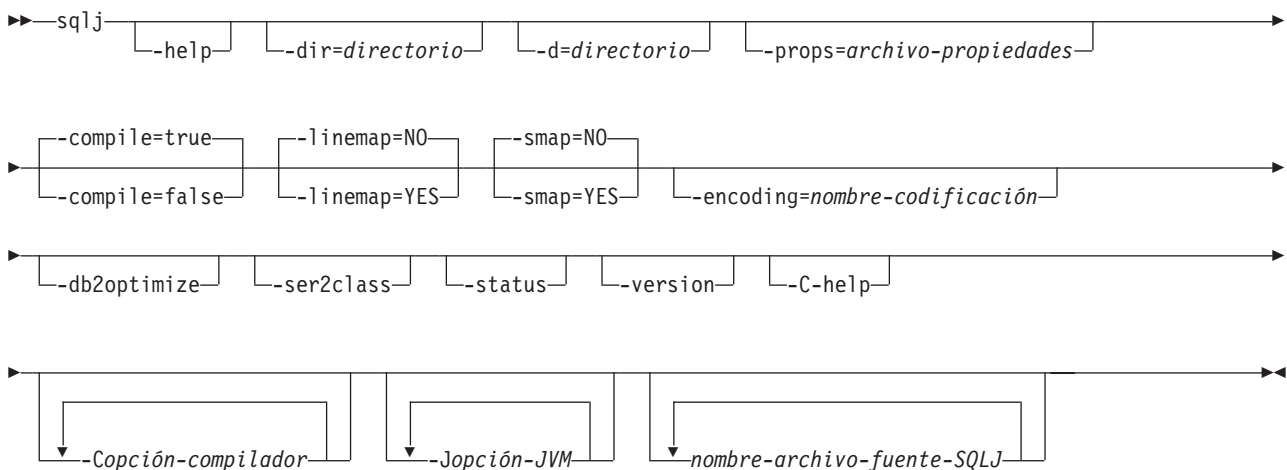 sqlj
-help -dir=directorio -d=directorio -props=archivo-propiedades
-compile=true -linemap=NO -smap=NO
-compile=false -linemap=YES -smap=YES -encoding=nombre-codificación
-db2optimize -ser2class -status -version -C-help
-Copción-compilador -Jopción-JVM nombre-archivo-fuente-SQLJ